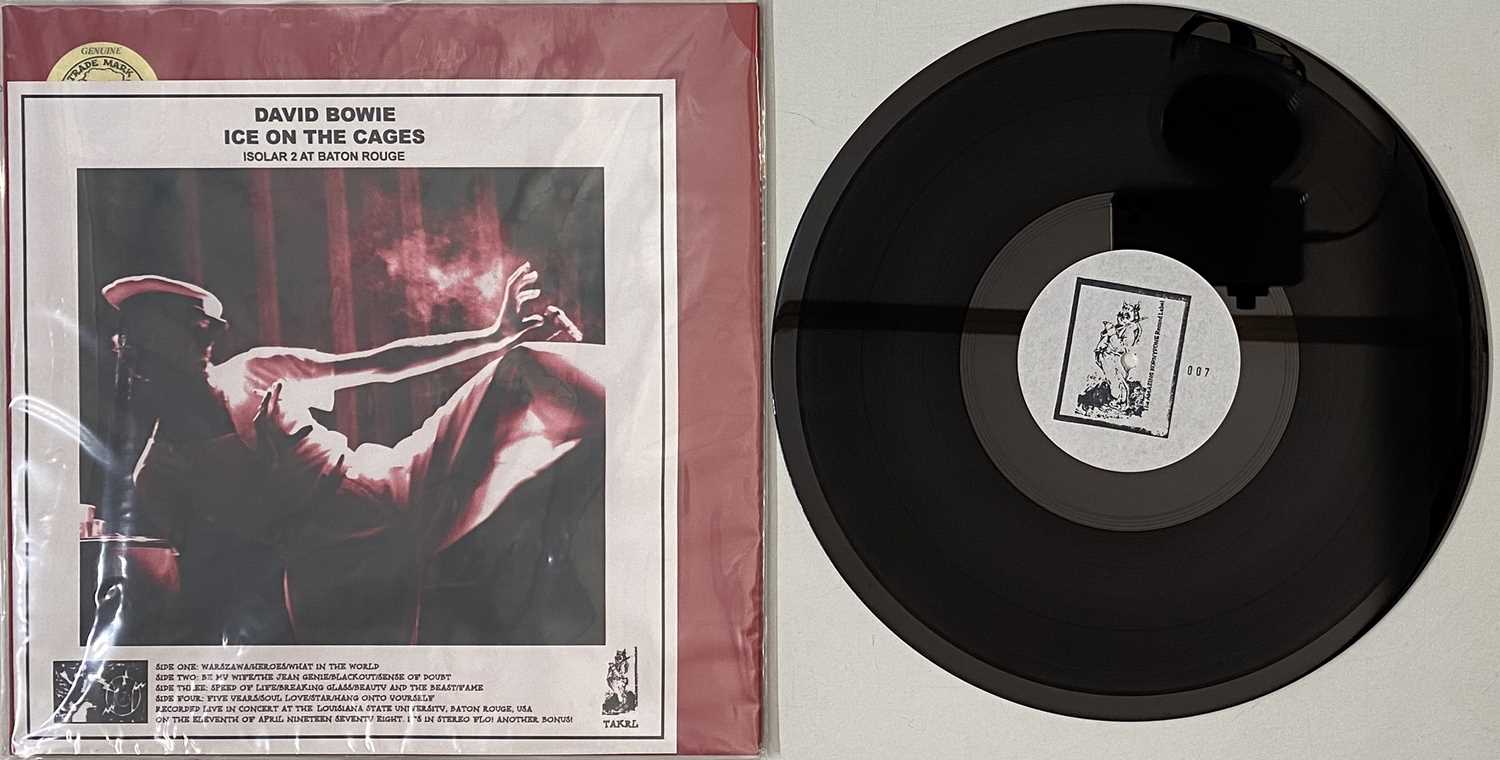 GENUINE
TRADE MARK
DAVID BOWIE
ICE ON THE CAGES
ISOLAR 2 AT BATON ROUGE
SIDE ONE: WARSZAWA/HEROES/WHAT IN THE WORLD
SIDE TWO: BE MY WIFE/THE JEAN GENIE/BLACKOUT/SENSE OF DOUBT
SIDE THREE: SPEED OF LIFE/BREAKING GLASS/BEAUTY AND THE BEAST/FAME
SIDE FOUR: FIVE YEARS/SOUL LOVE/STAR/HANG ONTO YOURSELF
RECORDED LIVE IN CONCERT AT THE LOUISIANA STATE UNIVERSITY, BATON ROUGE, USA
ON THE ELEVENTH OF APRIL NINETEEN SEVENTY EIGHT. IT'S IN STEREO FLO! ANOTHER BONUS!
TAKRL
AMAZING KORNYFONE Record Label
007